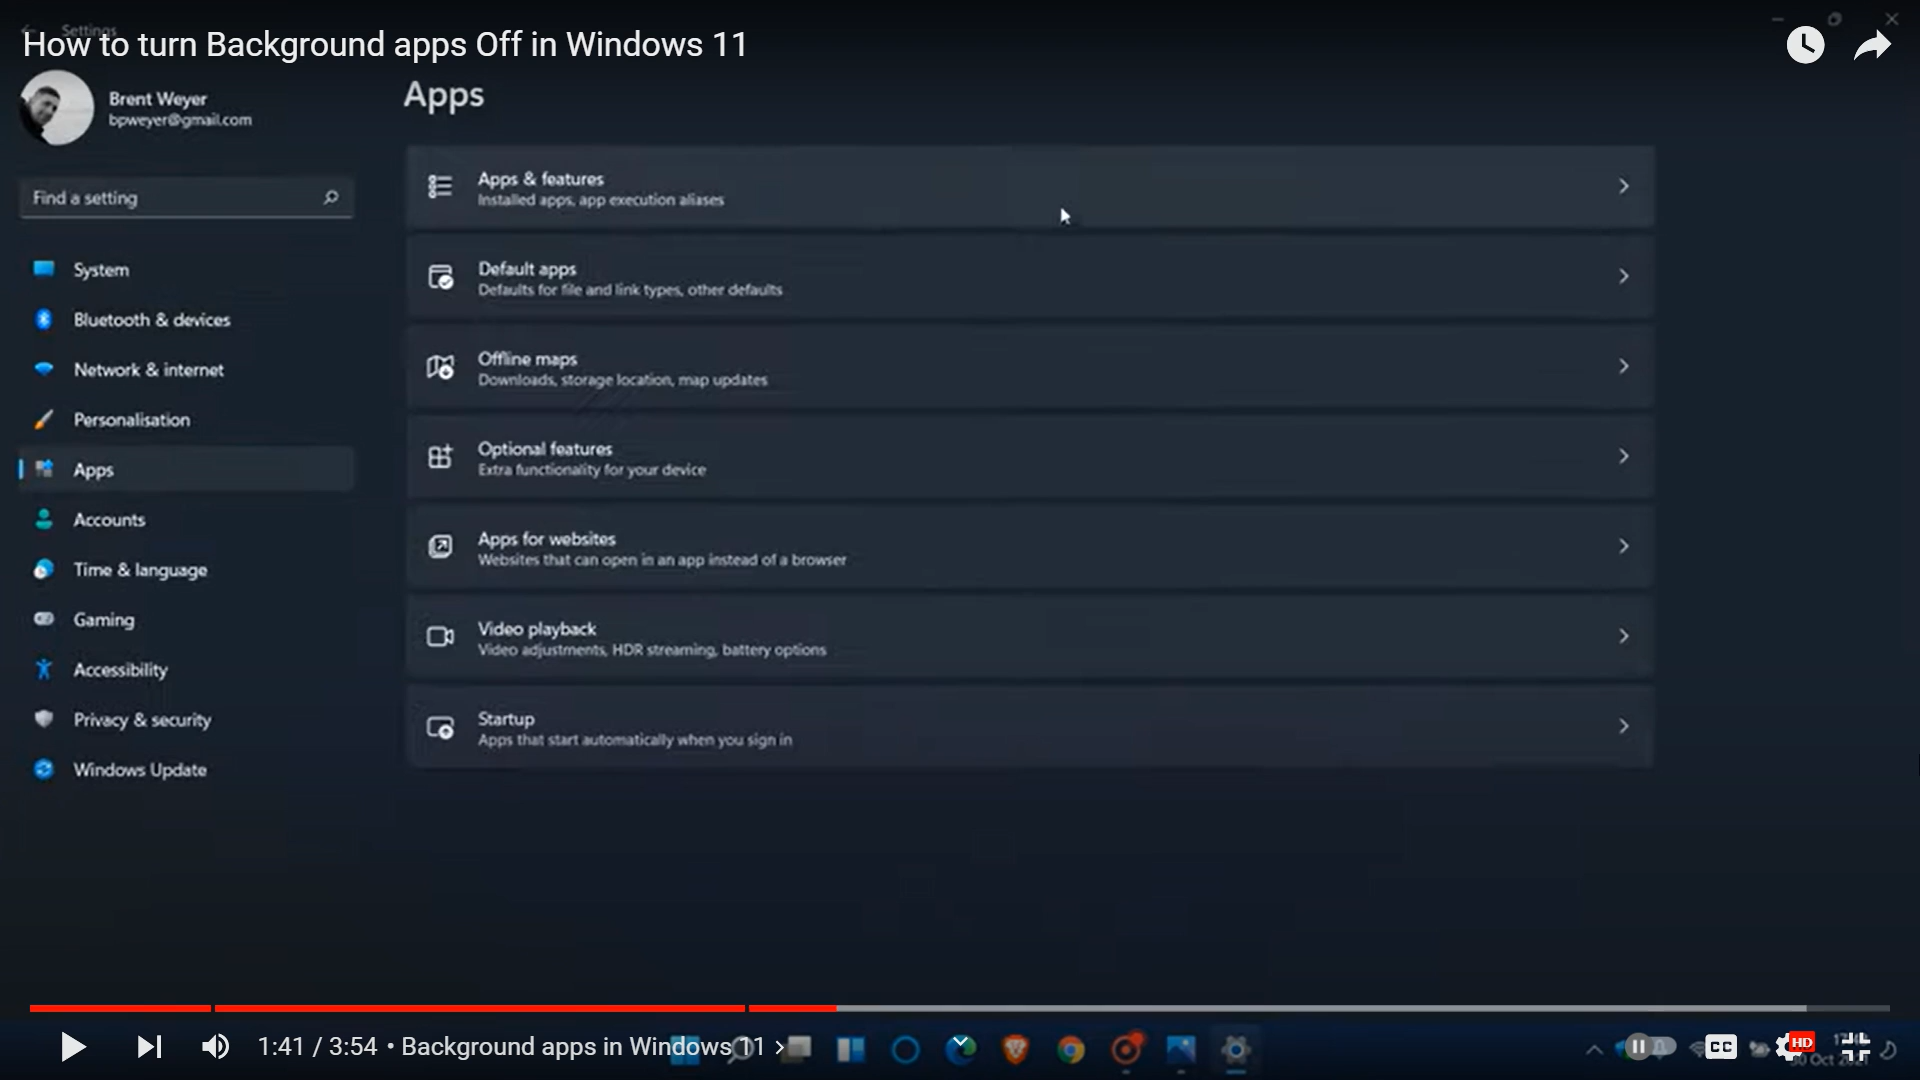 Settings
How to turn Background apps Off in Windows 11
Brent Weyer
bpweyer@gmail.com
Apps
Find a setting
System
Bluetooth & devices
Network & internet
Personalisation
Apps
Accounts
Time & language
Gaming
Accessibility
Privacy & security
Windows Update
Apps & features
Installed apps, app execution aliases
Default apps
Defaults for file and link types, other defaults
Offline maps
Downloads, storage location, map updates
Optional features
Extra functionality for your device
Apps for websites
Websites that can open in an app instead of a browser
Video playback
Video adjustments, HDR streaming, battery options
Startup
Apps that start automatically when you sign in
1:41 / 3:54 • Background apps in Windows 11
CC
HD